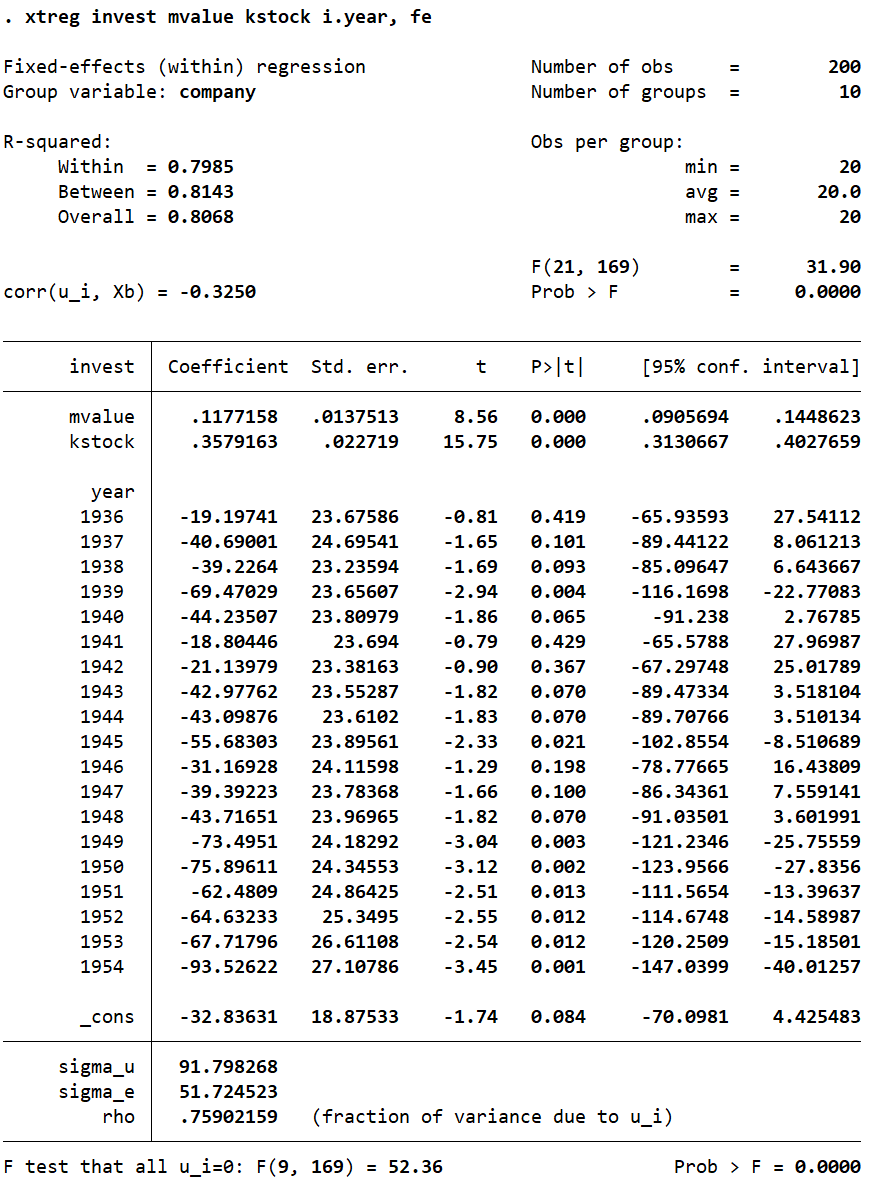 . xtreg invest mvalue kstock i.year, fe
Fixed-effects (within) regression Number of obs = 200
Group variable: company Number of groups = 10
R-squared: Obs per group:
Within = 0.7985 min = 20
Between = 0.8143 avg = 20.0
Overall = 0.8068 max = 20
F(21, 169) = 31.90
corr(u_i, Xb) = -0.3250 Prob > F = 0.0000
invest Coefficient Std. err. t P>|t| [95% conf. interval]
mvalue .1177158 .0137513 8.56 0.000 .0905694 .1448623
kstock .3579163 .022719 15.75 0.000 .3130667 .4027659
year
1936 -19.19741 23.67586 -0.81 0.419 -65.93593 27.54112
1937 -40.69001 24.69541 -1.65 0.101 -89.44122 8.061213
1938 -39.2264 23.23594 -1.69 0.093 -85.09647 6.643667
1939 -69.47029 23.65607 -2.94 0.004 -116.1698 -22.77083
1940 -44.23507 23.80979 -1.86 0.065 -91.238 2.76785
1941 -18.80446 23.694 -0.79 0.429 -65.5788 27.96987
1942 -21.13979 23.38163 -0.90 0.367 -67.29748 25.01789
1943 -42.97762 23.55287 -1.82 0.070 -89.47334 3.518104
1944 -43.09876 23.6102 -1.83 0.070 -89.70766 3.510134
1945 -55.68303 23.89561 -2.33 0.021 -102.8554 -8.510689
1946 -31.16928 24.11598 -1.29 0.198 -78.77665 16.43809
1947 -39.39223 23.78368 -1.66 0.100 -86.34361 7.559141
1948 -43.71651 23.96965 -1.82 0.070 -91.03501 3.601991
1949 -73.4951 24.18292 -3.04 0.003 -121.2346 -25.75559
1950 -75.89611 24.34553 -3.12 0.002 -123.9566 -27.8356
1951 -62.4809 24.86425 -2.51 0.013 -111.5654 -13.39637
1952 -64.63233 25.3495 -2.55 0.012 -114.6748 -14.58987
1953 -67.71796 26.61108 -2.54 0.012 -120.2509 -15.18501
1954 -93.52622 27.10786 -3.45 0.001 -147.0399 -40.01257
_cons -32.83631 18.87533 -1.74 0.084 -70.0981 4.425483
sigma_u 91.798268
sigma_e 51.724523
rho .75902159 (fraction of variance due to u_i)
F test that all u_i=0: F(9, 169) = 52.36 Prob > F = 0.0000